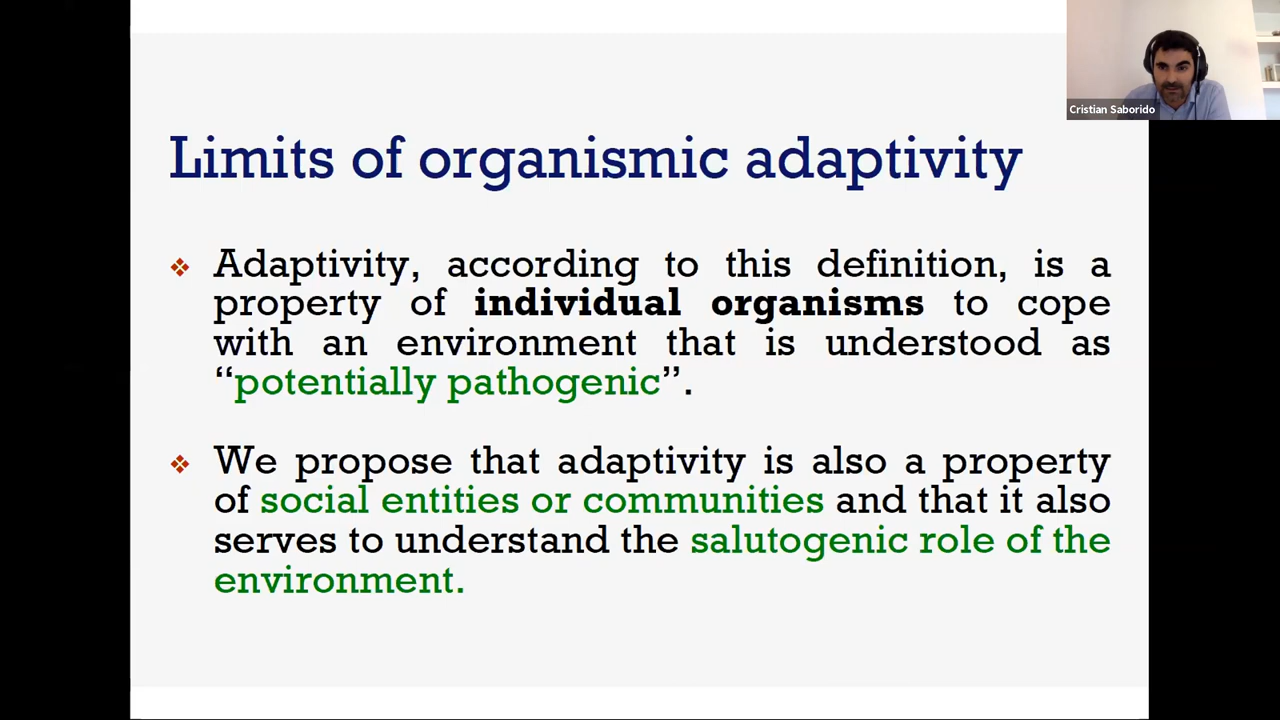 Cristian Saborido
Limits of organismic adaptivity
Adaptivity, according to this definition, is a
property of individual organisms to cope
with an environment that is understood as
“potentially pathogenic”.
We propose that adaptivity is also a property
of social entities or communities and that it also
serves to understand the salutogenic role of the
environment.